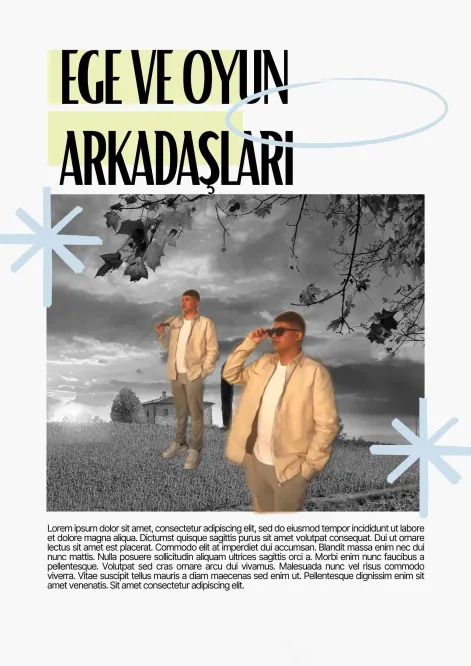 EGE VE OYUN
ARKADAŞLARI
Lorem ipsum dolor sit amet, consectetur adipiscing elit, sed do eiusmod tempor incididunt ut labore
et dolore magna aliqua. Dictumst quisque sagittis purus sit amet volutpat consequat. Dui ut ornare
lectus sit amet est placerat. Commodo elit at imperdiet dui accumsan. Blandit massa enim nec dui
nunc mattis. Nulla posuere sollicitudin aliquam ultrices sagittis orci a. Morbi enim nunc faucibus a
pellentesque. Volutpat sed cras ornare arcu dui vivamus. Malesuada nunc vel risus commodo
viverra. Vitae suscipit tellus mauris a diam maecenas sed enim ut. Pellentesque dignissim enim sit
amet venenatis. Sit amet consectetur adipiscing elit.